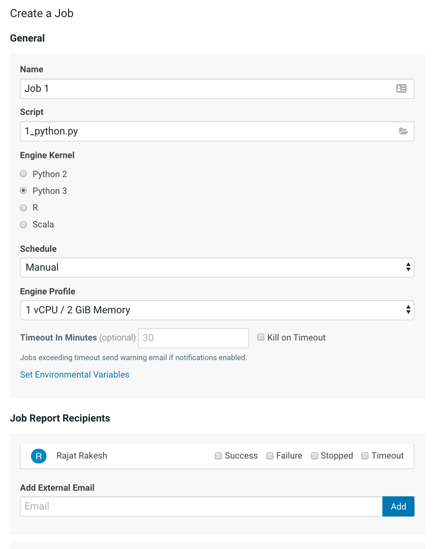 Create a Job
General
Name
Job 1
Script
1_python.py
Engine Kernel
Python 2
Python 3
R
Scala
Schedule
Manual
Engine Profile
1 vCPU / 2 GiB Memory
Timeout In Minutes (optional) 30 Kill on Timeout
Jobs exceeding timeout send warning email if notifications enabled.
Set Environmental Variables
Job Report Recipients
R Rajat Rakesh Success Failure Stopped Timeout
Add External Email
Email Add